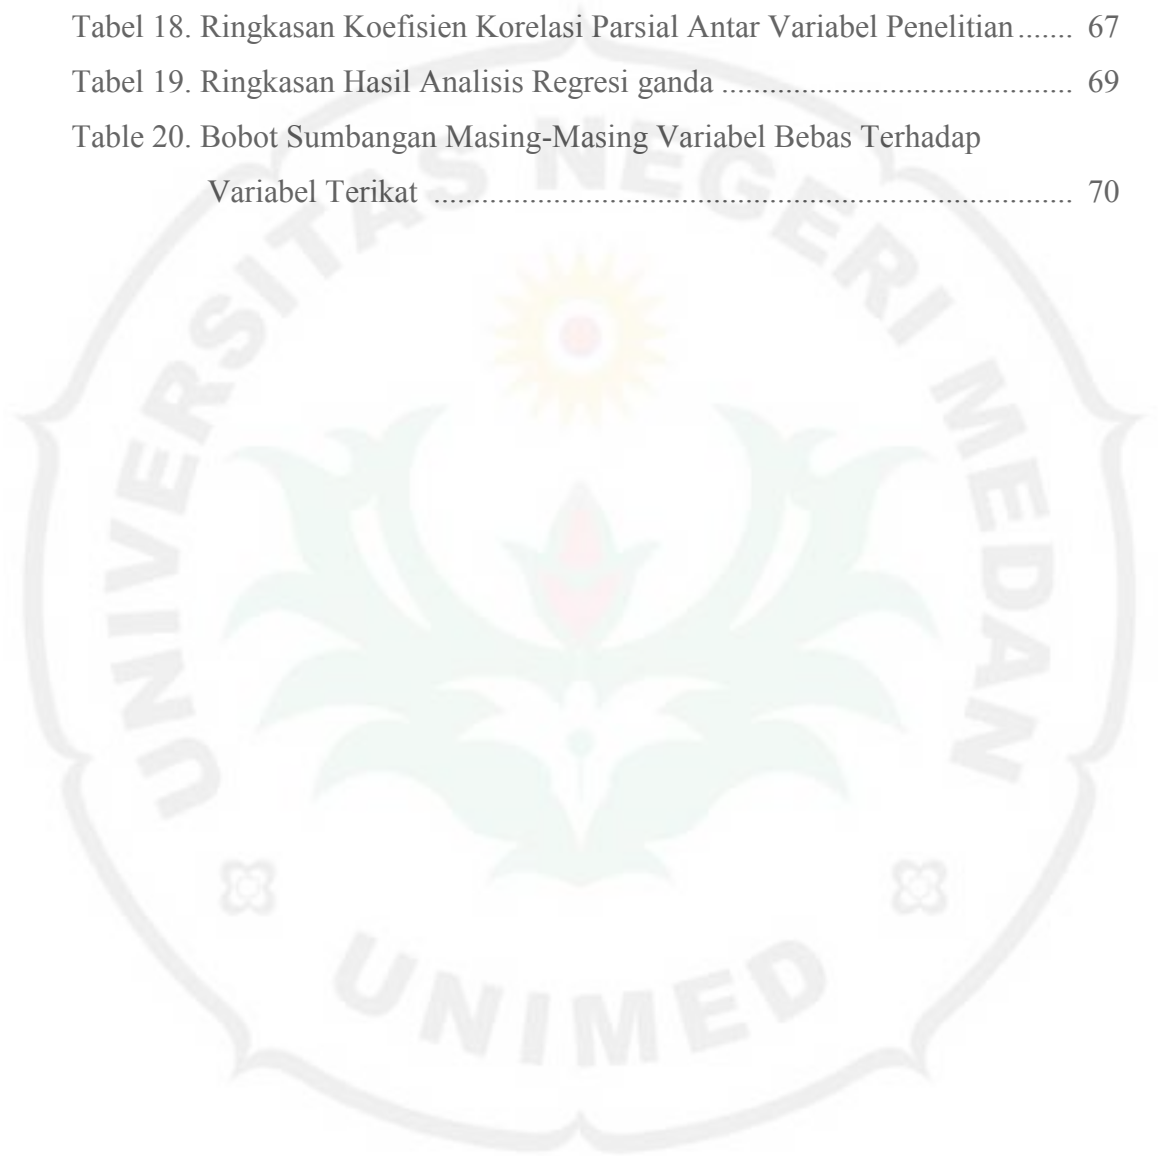 Tabel 18. Ringkasan Koefisien Korelasi Parsial Antar Variabel Penelitian ....... 67
Tabel 19. Ringkasan Hasil Analisis Regresi ganda ............................................ 69
Table 20. Bobot Sumbangan Masing-Masing Variabel Bebas Terhadap
Variabel Terikat ................................................................................ 70
UNIVERSITAS NEGERI MEDAN
UNIMED